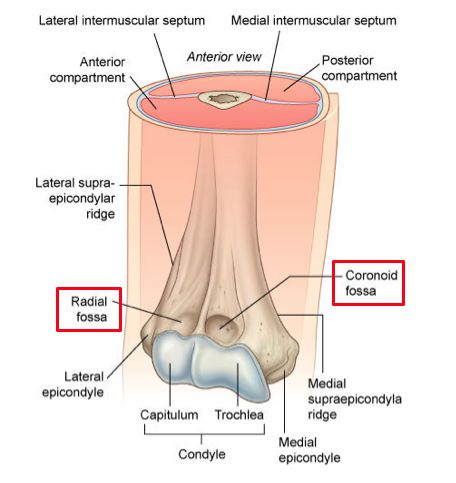 Lateral intermuscular septum
Medial intermuscular septum
Anterior view
Anterior
compartment
Posterior
compartment
Lateral supra-
epicondylar
ridge
Radial
fossa
Coronoid
fossa
Lateral
epicondyle
Capitulum
Trochlea
Condyle
Medial
supraepicondyla
ridge
Medial
epicondyle